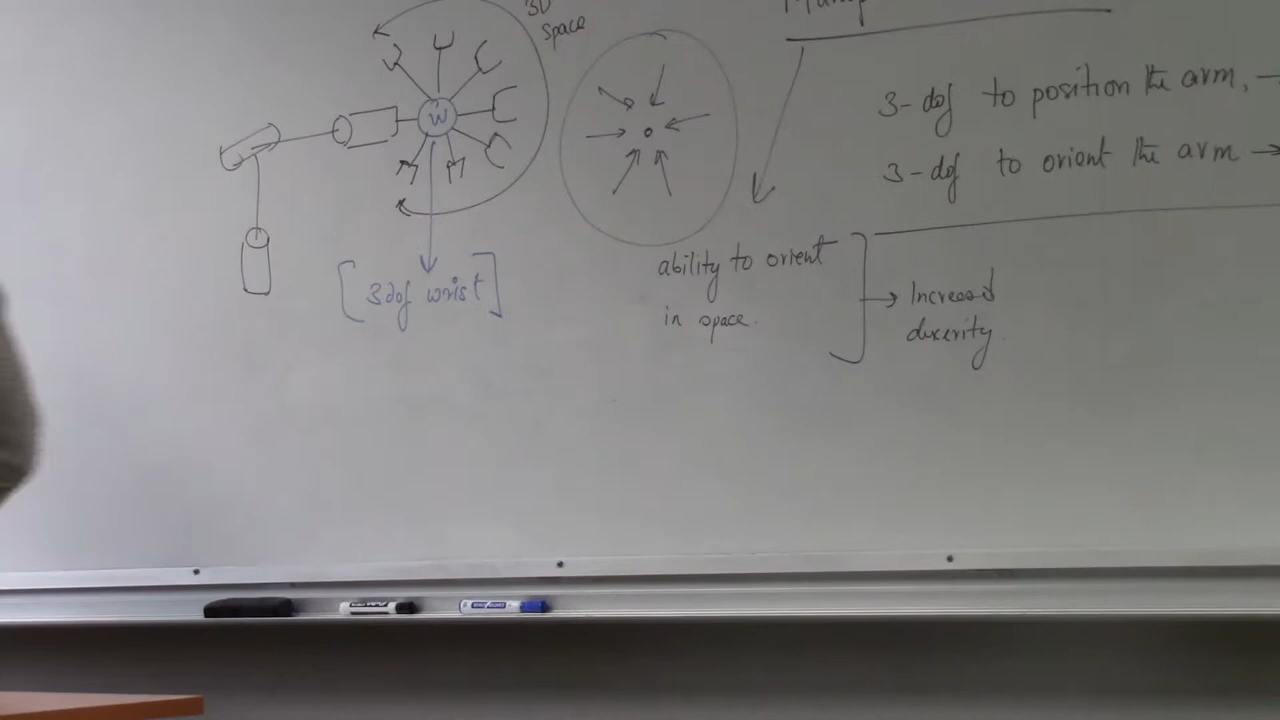 3D
space
W
[3dof wrist]
3-dof to position the arm,
3-dof to orient the arm
ability to orient
in space.
Increased
dexerity.